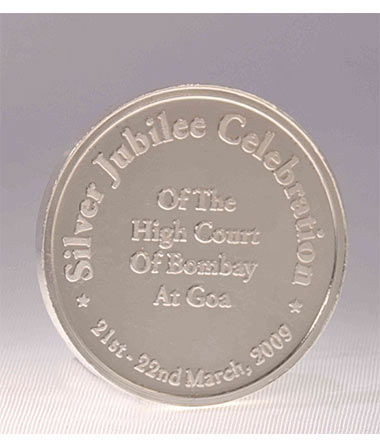 Silver Jubilee Celebration
Of The
High Court
Of Bombay
At Goa
21st - 22nd March, 2009